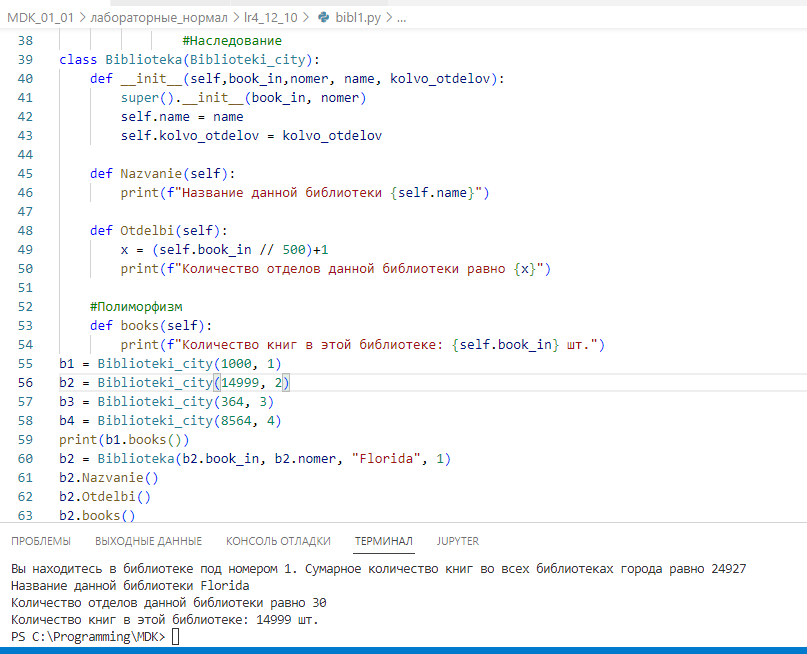 MDK_01_01 > лабораторные_нормал > lr4_12_10 > bibl1.py > ...
38 #Наследование
39 class Biblioteka(Biblioteki_city):
40 def __init__(self,book_in,nomer, name, kolvo_otdelov):
41 super().__init__(book_in, nomer)
42 self.name = name
43 self.kolvo_otdelov = kolvo_otdelov
44
45 def Nazvanie(self):
46 print(f"Название данной библиотеки {self.name}")
47
48 def Otdelbi(self):
49 x = (self.book_in // 500)+1
50 print(f"Количество отделов данной библиотеки равно {x}")
51
52 #Полиморфизм
53 def books(self):
54 print(f"Количество книг в этой библиотеке: {self.book_in} шт.")
55 b1 = Biblioteki_city(1000, 1)
56 b2 = Biblioteki_city(14999, 2)
57 b3 = Biblioteki_city(364, 3)
58 b4 = Biblioteki_city(8564, 4)
59 print(b1.books())
60 b2 = Biblioteka(b2.book_in, b2.nomer, "Florida", 1)
61 b2.Nazvanie()
62 b2.Otdelbi()
63 b2.books()
ПРОБЛЕМЫ ВЫХОДНЫЕ ДАННЫЕ КОНСОЛЬ ОТЛАДКИ ТЕРМИНАЛ JUPYTER
Вы находитесь в библиотеке под номером 1. Сумарное количество книг во всех библиотеках города равно 24927
Название данной библиотеки Florida
Количество отделов данной библиотеки равно 30
Количество книг в этой библиотеке: 14999 шт.
PS C:\Programming\MDK>